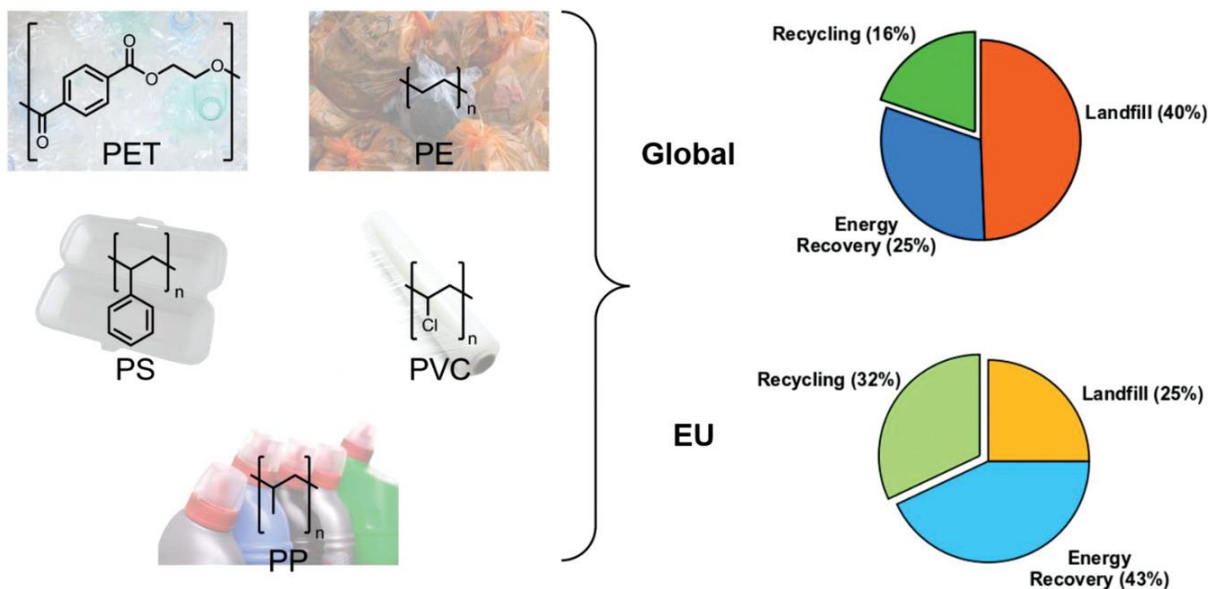 O
O
O
O
PET
n
PE
n
PS
Cl
n
PVC
n
PP
Global
Recycling (16%)
Landfill (40%)
Energy
Recovery (25%)
EU
Recycling (32%)
Landfill (25%)
Energy
Recovery (43%)